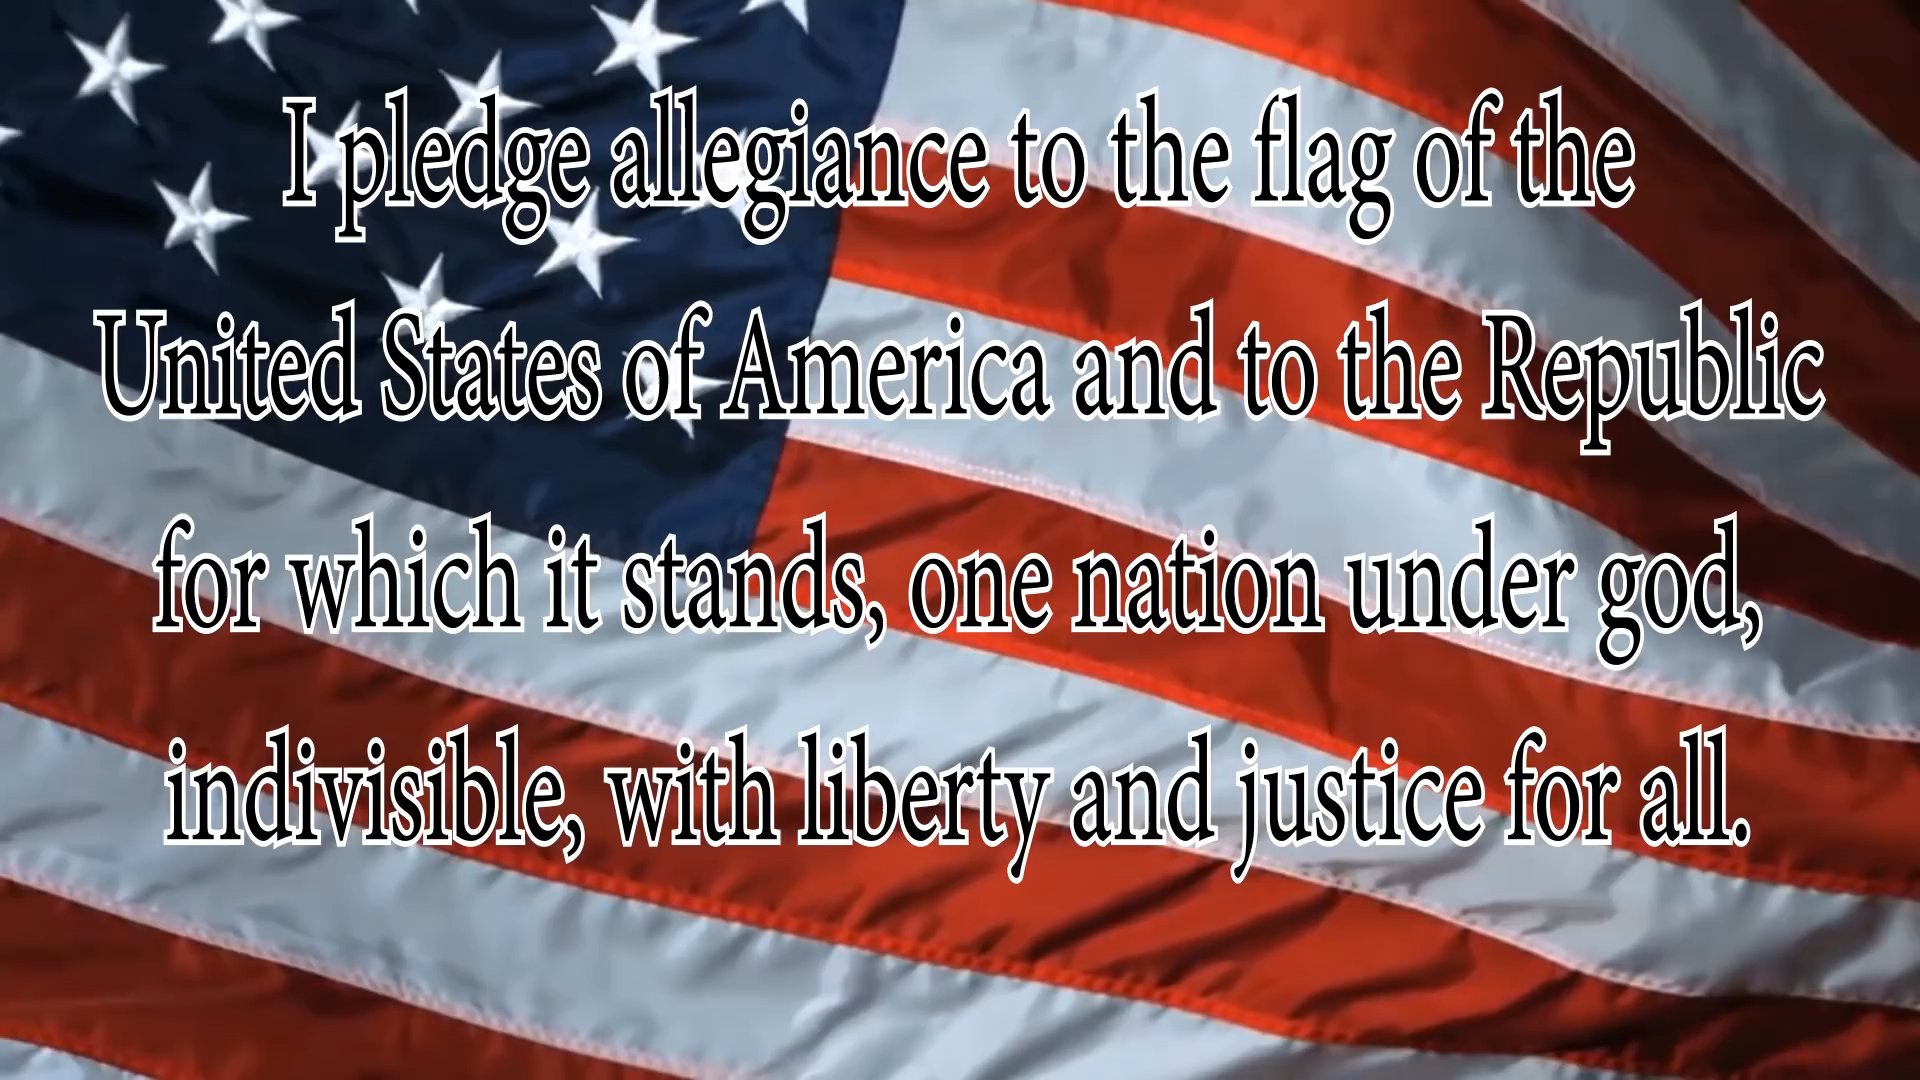 I pledge allegiance to the flag of the
United States of America and to the Republic
for which it stands, one nation under god,
indivisible, with liberty and justice for all.